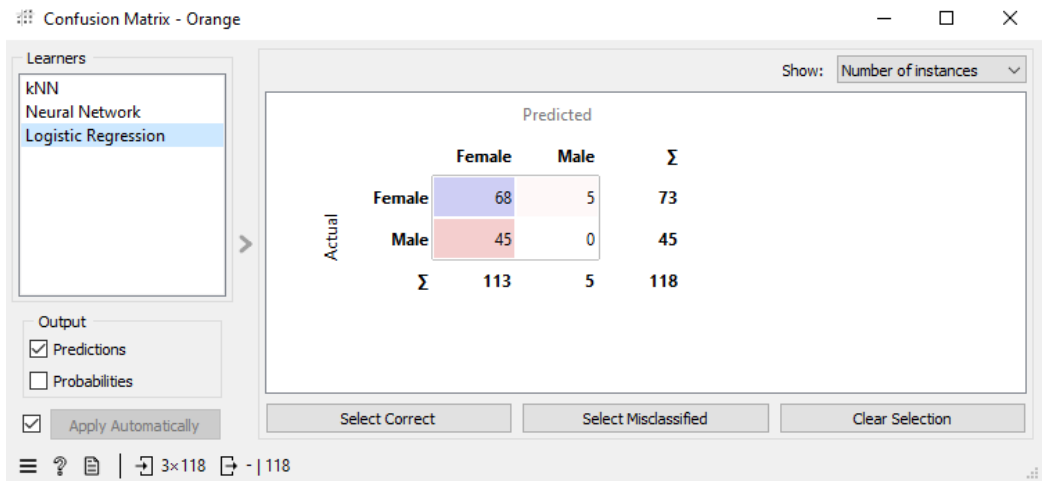 Confusion Matrix - Orange
Learners
kNN
Neural Network
Logistic Regression
Output
Predictions
Probabilities
Apply Automatically
Show: Number of instances
Predicted
Female Male Σ
Actual
Female 68 5 73
Male 45 0 45
Σ 113 5 118
Select Correct Select Misclassified Clear Selection
3×118 - | 118